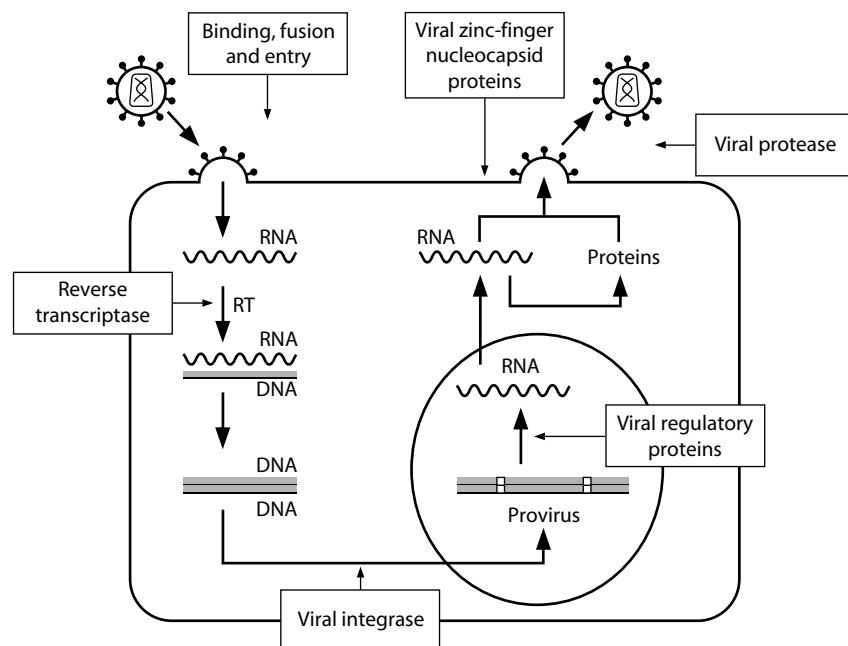 Binding, fusion
and entry
Viral zinc-finger
nucleocapsid
proteins
Viral protease
RNA
RNA
Proteins
Reverse
transcriptase
RT
RNA
DNA
RNA
Viral regulatory
proteins
DNA
DNA
Provirus
Viral integrase